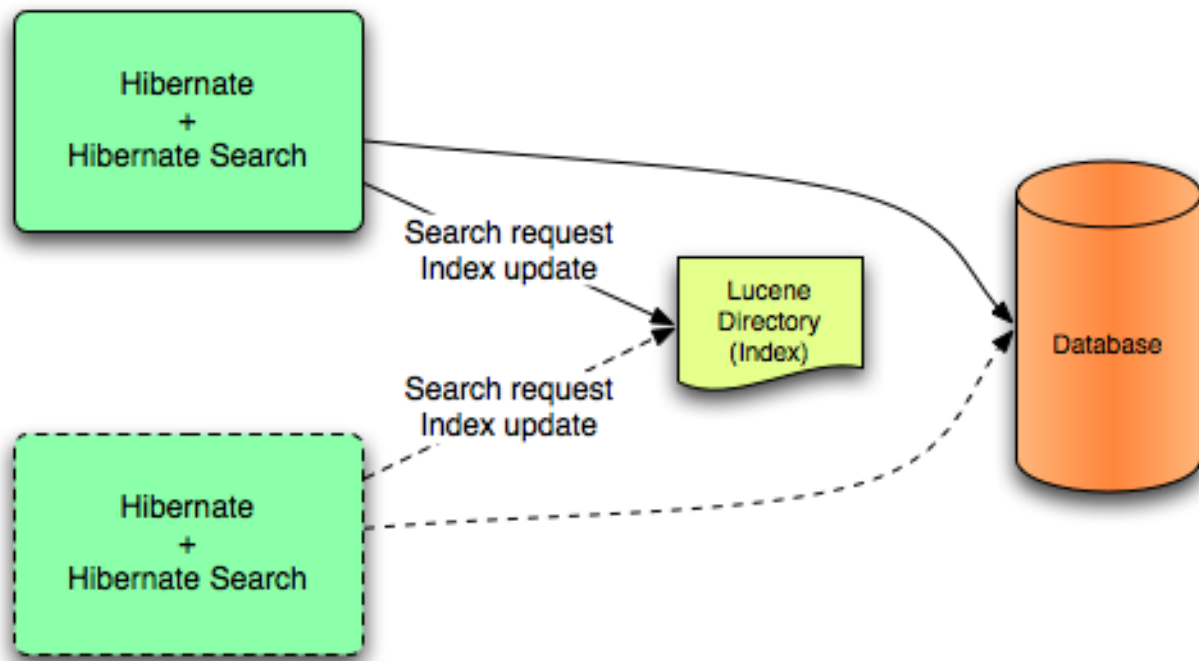 Hibernate
+
Hibernate Search
Search request
Index update
Lucene
Directory
(Index)
Database
Search request
Index update
Hibernate
+
Hibernate Search